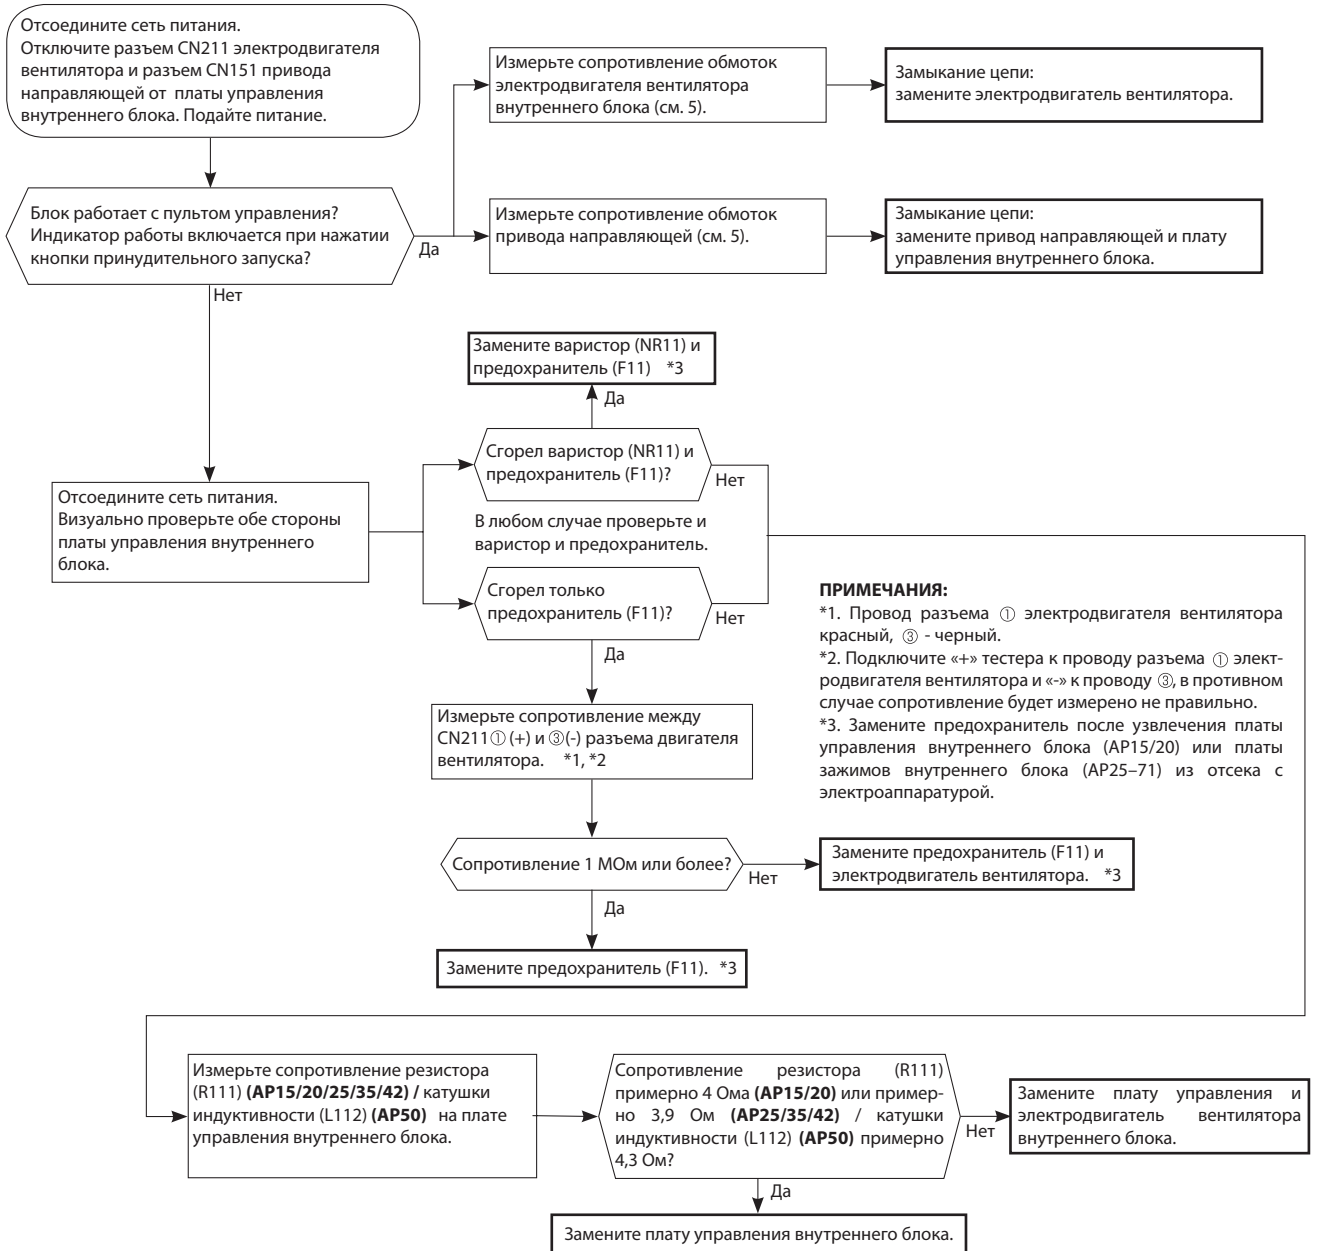 Отсоедините сеть питания.
Отключите разъем CN211 электродвигателя
вентилятора и разъем CN151 привода
направляющей от платы управления
внутреннего блока. Подайте питание.
Измерьте сопротивление обмоток
электродвигателя вентилятора
внутреннего блока (см. 5).
Замыкание цепи:
замените электродвигатель вентилятора.
Блок работает с пультом управления?
Индикатор работы включается при нажатии
кнопки принудительного запуска?
Да
Измерьте сопротивление обмоток
привода направляющей (см. 5).
Замыкание цепи:
замените привод направляющей и плату
управления внутреннего блока.
Нет
Замените варистор (NR11) и
предохранитель (F11) *3
Да
Сгорел варистор (NR11) и
предохранитель (F11)?
Нет
Отсоедините сеть питания.
Визуально проверьте обе стороны
платы управления внутреннего
блока.
В любом случае проверьте и
варистор и предохранитель.
Сгорел только
предохранитель (F11)?
Нет
Да
ПРИМЕЧАНИЯ:
*1. Провод разъема ① электродвигателя вентилятора
красный, ③ - черный.
*2. Подключите «+» тестера к проводу разъема ① элект-
родвигателя вентилятора и «-» к проводу ③, в противном
случае сопротивление будет измерено не правильно.
*3. Замените предохранитель после узвлечения платы
управления внутреннего блока (AP15/20) или платы
зажимов внутреннего блока (AP25–71) из отсека с
электроаппаратурой.
Измерьте сопротивление между
CN211① (+) и ③(-) разъема двигателя
вентилятора. *1, *2
Сопротивление 1 МОм или более?
Нет
Замените предохранитель (F11) и
электродвигатель вентилятора. *3
Да
Замените предохранитель (F11). *3
Измерьте сопротивление резистора
(R111) (AP15/20/25/35/42) / катушки
индуктивности (L112) (AP50) на плате
управления внутреннего блока.
Сопротивление резистора (R111)
примерно 4 Ома (AP15/20) или пример-
но 3,9 Ом (AP25/35/42) / катушки
индуктивности (L112) (AP50) примерно
4,3 Ом?
Нет
Замените плату управления и
электродвигатель вентилятора
внутреннего блока.
Да
Замените плату управления внутреннего блока.